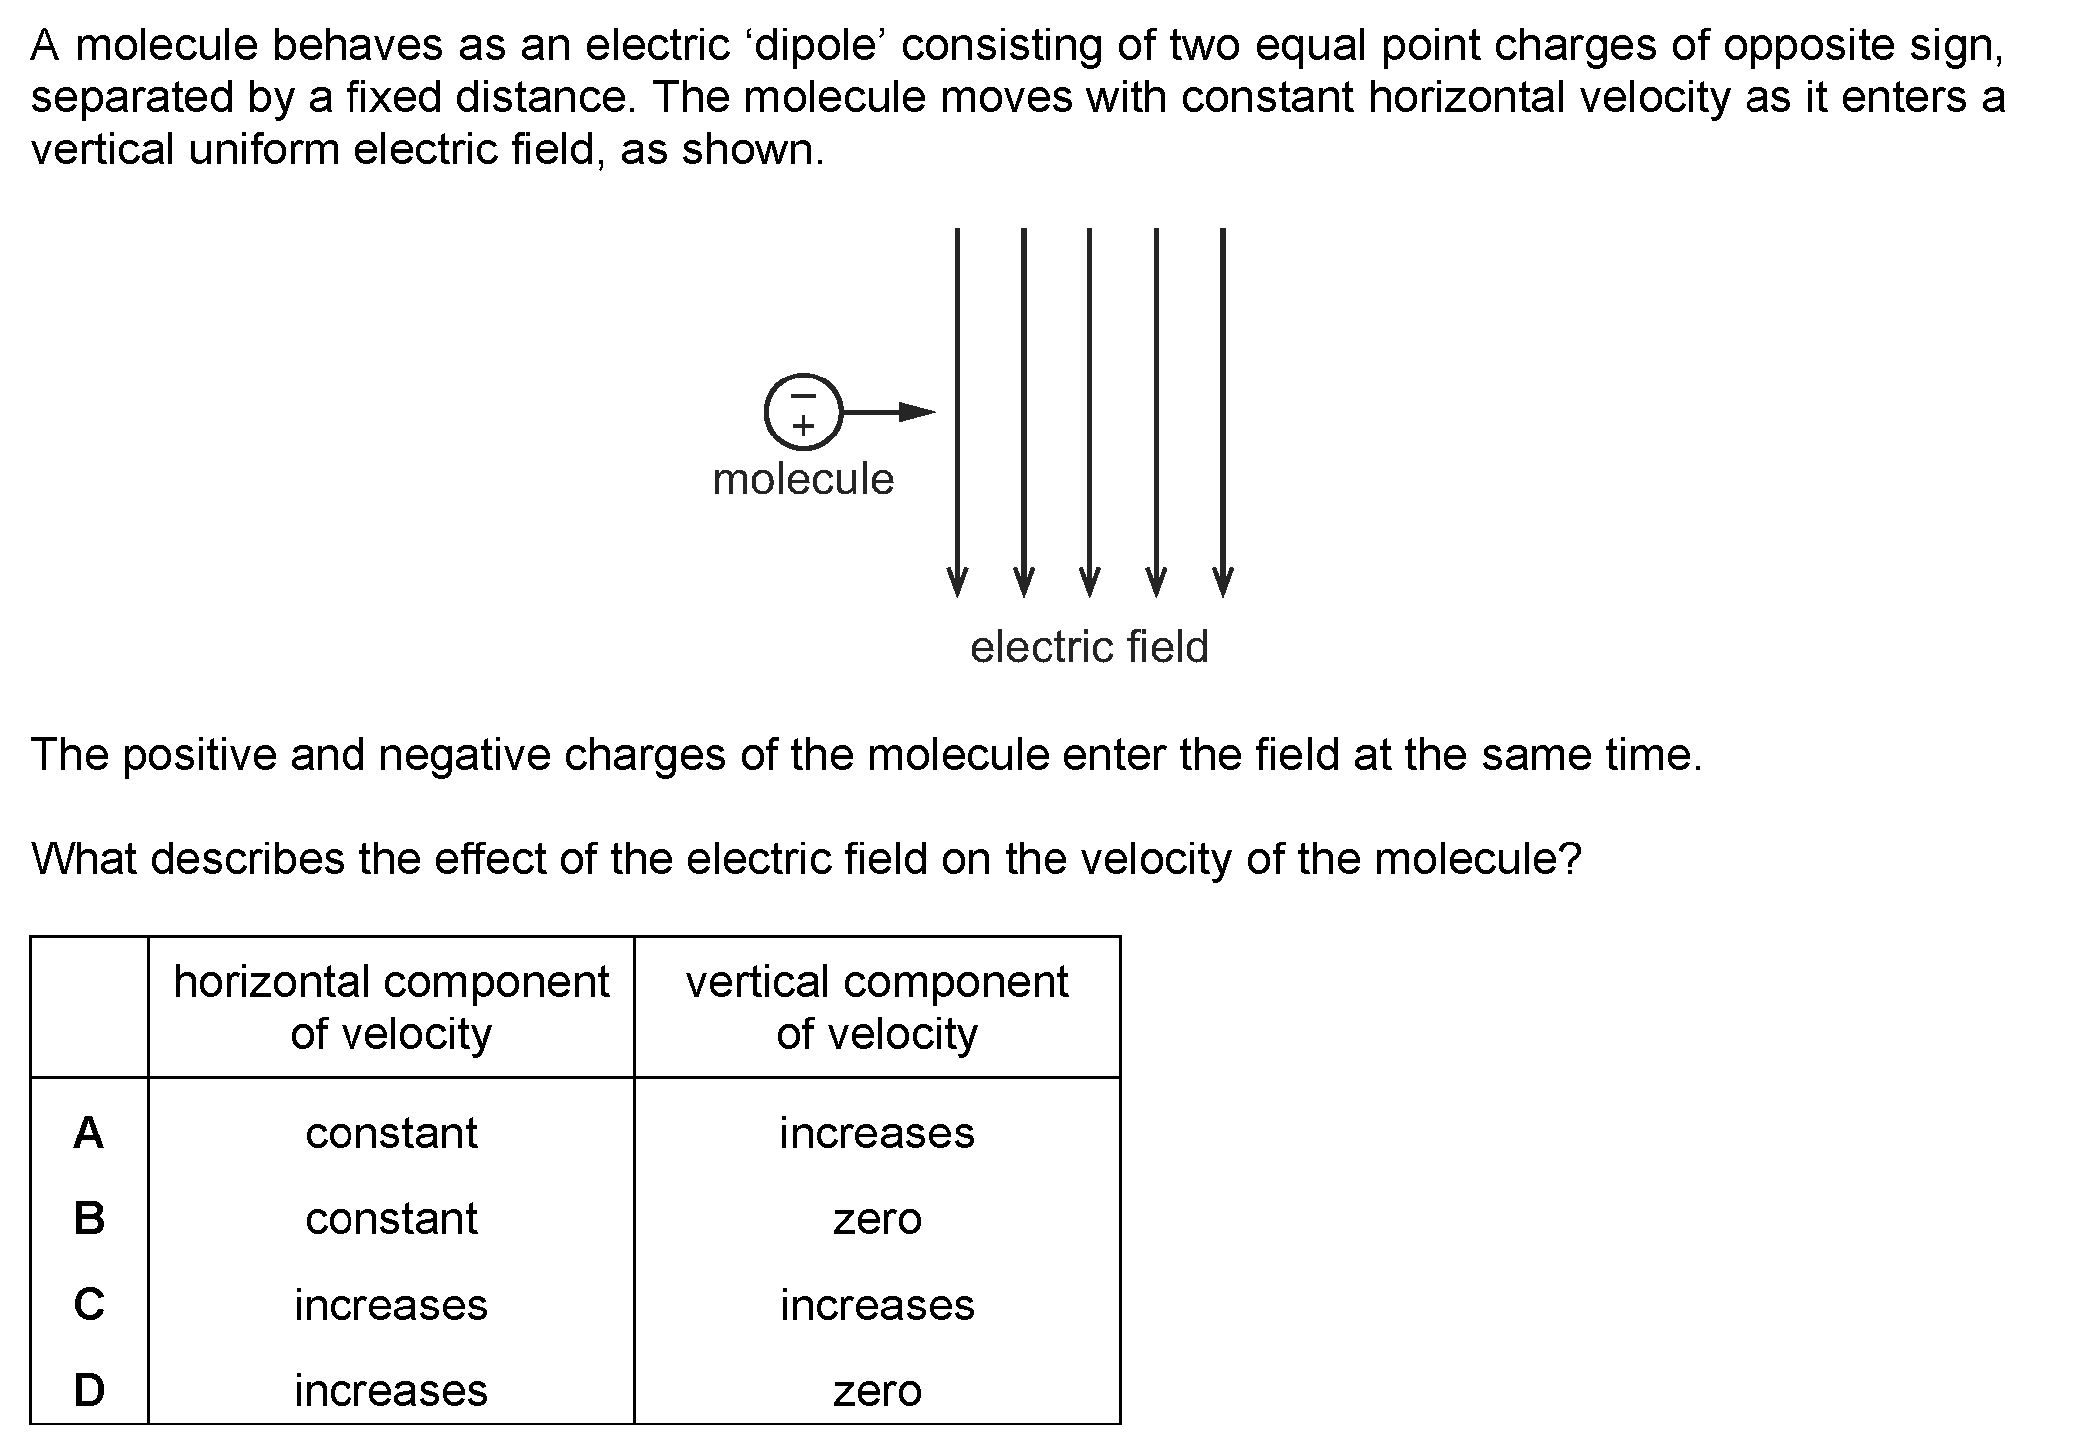 A molecule behaves as an electric ‘dipole’ consisting of two equal point charges of opposite sign,
separated by a fixed distance. The molecule moves with constant horizontal velocity as it enters a
vertical uniform electric field, as shown.
–
+
molecule
electric field
The positive and negative charges of the molecule enter the field at the same time.
What describes the effect of the electric field on the velocity of the molecule?
horizontal component
of velocity
vertical component
of velocity
A constant increases
B constant zero
C increases increases
D increases zero